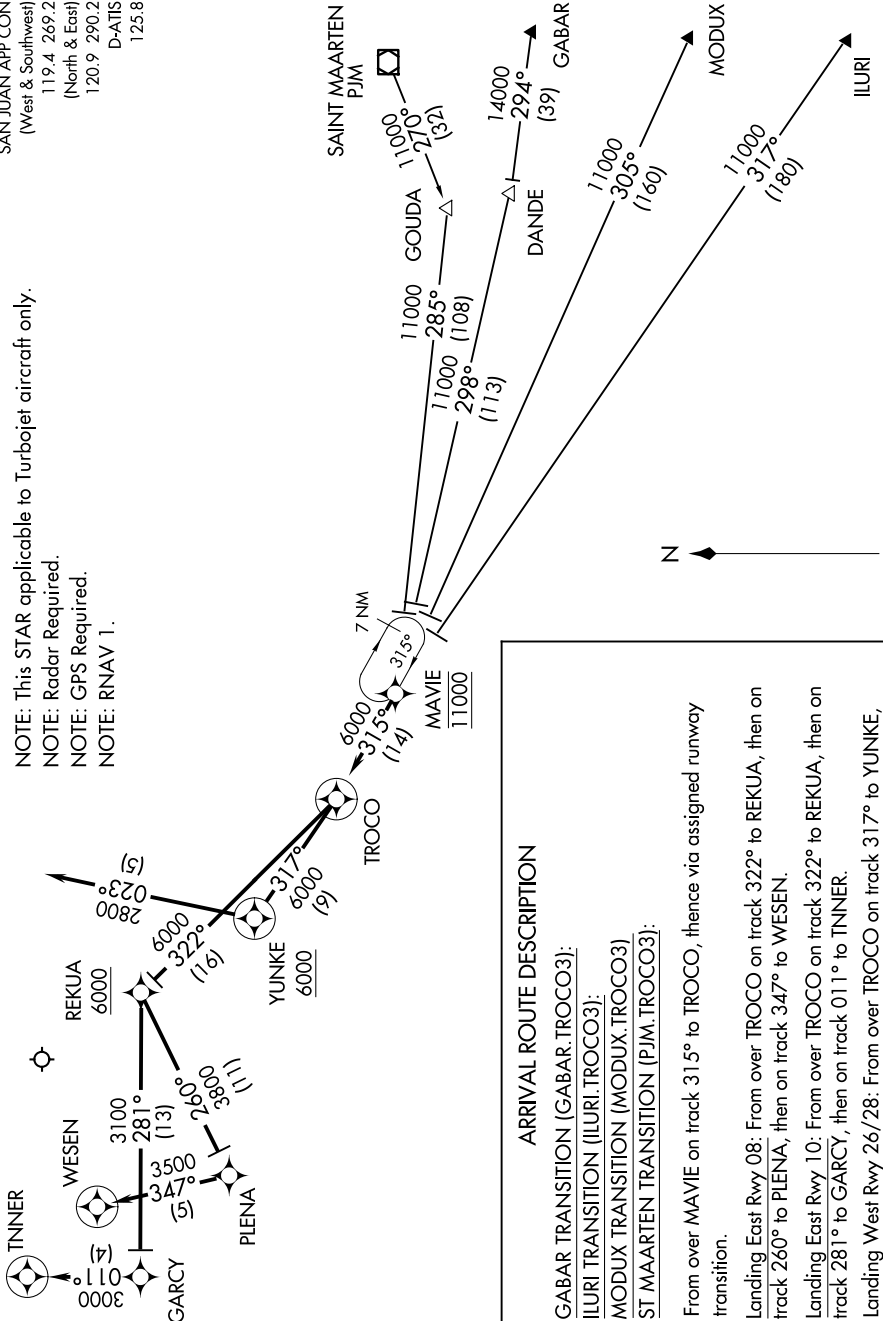 SAN JUAN APP CON
(West & Southwest)
119.4 269.2
(North & East)
120.9 290.2
D-ATIS
125.8
NOTE: This STAR applicable to Turbojet aircraft only.
NOTE: Radar Required.
NOTE: GPS Required.
NOTE: RNAV 1.
SAINT MAARTEN
PJM
11000
270°
(32)
GOUDA
11000
285°
(108)
GABAR
14000
294°
(39)
DANDE
11000
298°
(113)
MODUX
11000
305°
(160)
ILURI
11000
317°
(180)
N
7 NM
315°
MAVIE
11000
6000
315°
(14)
TROCO
317°
6000
(9)
YUNKE
6000
2800
023°
(5)
6000
322°
(16)
REKUA
6000
3100
281°
(13)
260°
3800
(11)
PLENA
3500
347°
(5)
WESEN
GARCY
3000
011°
(4)
TNNER
ARRIVAL ROUTE DESCRIPTION
GABAR TRANSITION (GABAR.TROCO3):
ILURI TRANSITION (ILURI.TROCO3):
MODUX TRANSITION (MODUX.TROCO3)
ST MAARTEN TRANSITION (PJM.TROCO3):
From over MAVIE on track 315° to TROCO, thence via assigned runway
transition.
Landing East Rwy 08: From over TROCO on track 322° to REKUA, then on
track 260° to PLENA, then on track 347° to WESEN.
Landing East Rwy 10: From over TROCO on track 322° to REKUA, then on
track 281° to GARCY, then on track 011° to TNNER.
Landing West Rwy 26/28: From over TROCO on track 317° to YUNKE,